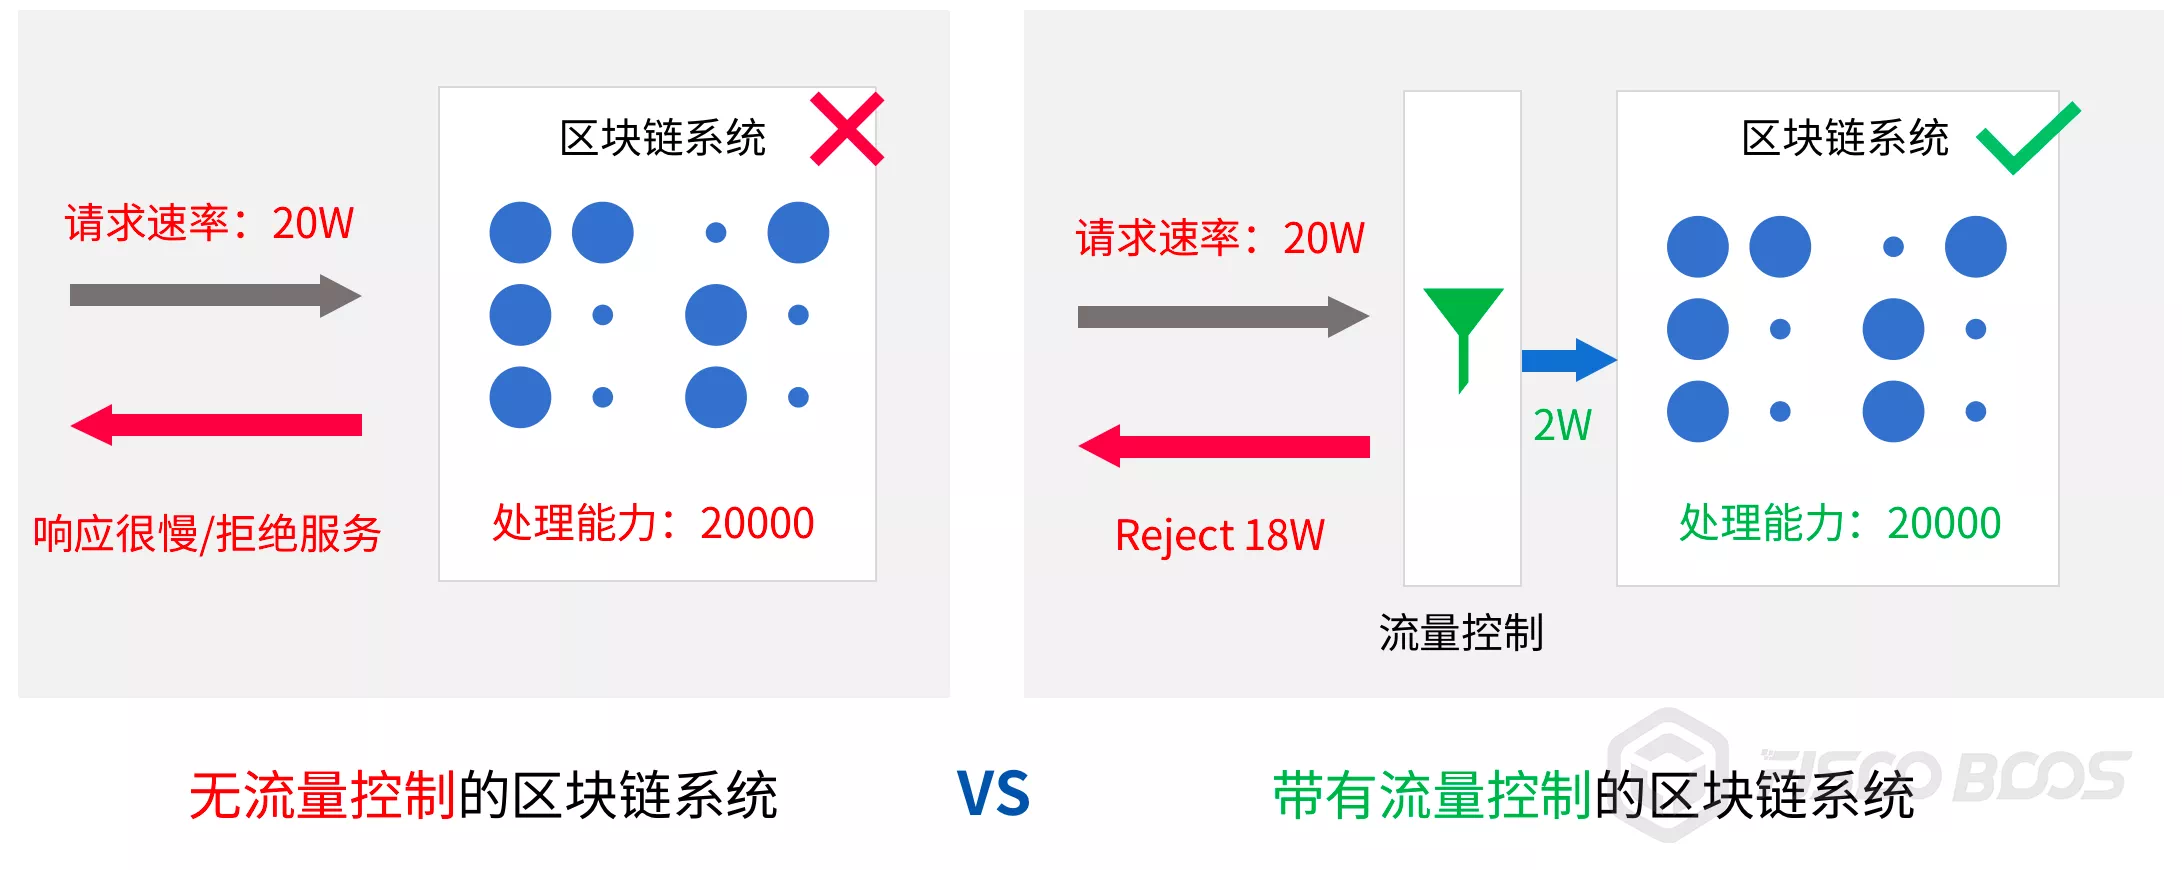 区块链系统
请求速率：20W
响应很慢/拒绝服务
处理能力：20000
区块链系统
请求速率：20W
2W
Reject 18W
处理能力：20000
流量控制
无流量控制的区块链系统
VS
带有流量控制的区块链系统
FISCO BCOS